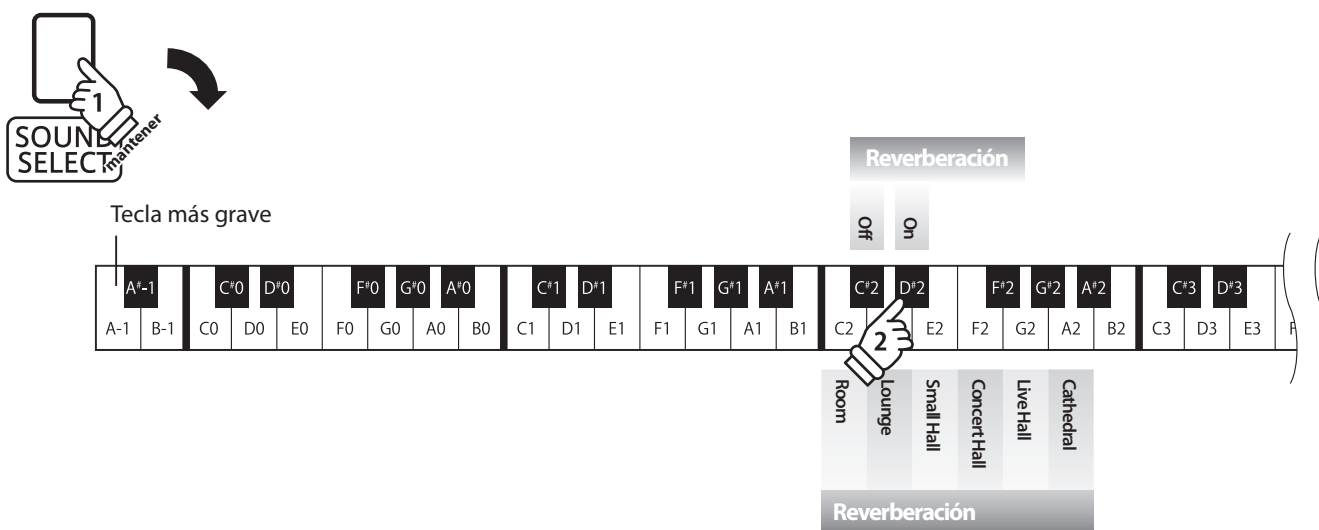 1
SOUND
SELECT
mantener
Reverberación
Off On
Tecla más grave
A#-1 C#0 D#0 F#0 G#0 A#0 C#1 D#1 F#1 G#1 A#1 C#2 D#2 F#2 G#2 A#2 C#3 D#3
A-1 B-1 C0 D0 E0 F0 G0 A0 B0 C1 D1 E1 F1 G1 A1 B1 C2 E2 F2 G2 A2 B2 C3 D3 E3
2
Room Lounge Small Hall Concert Hall Live Hall Cathedral
Reverberación